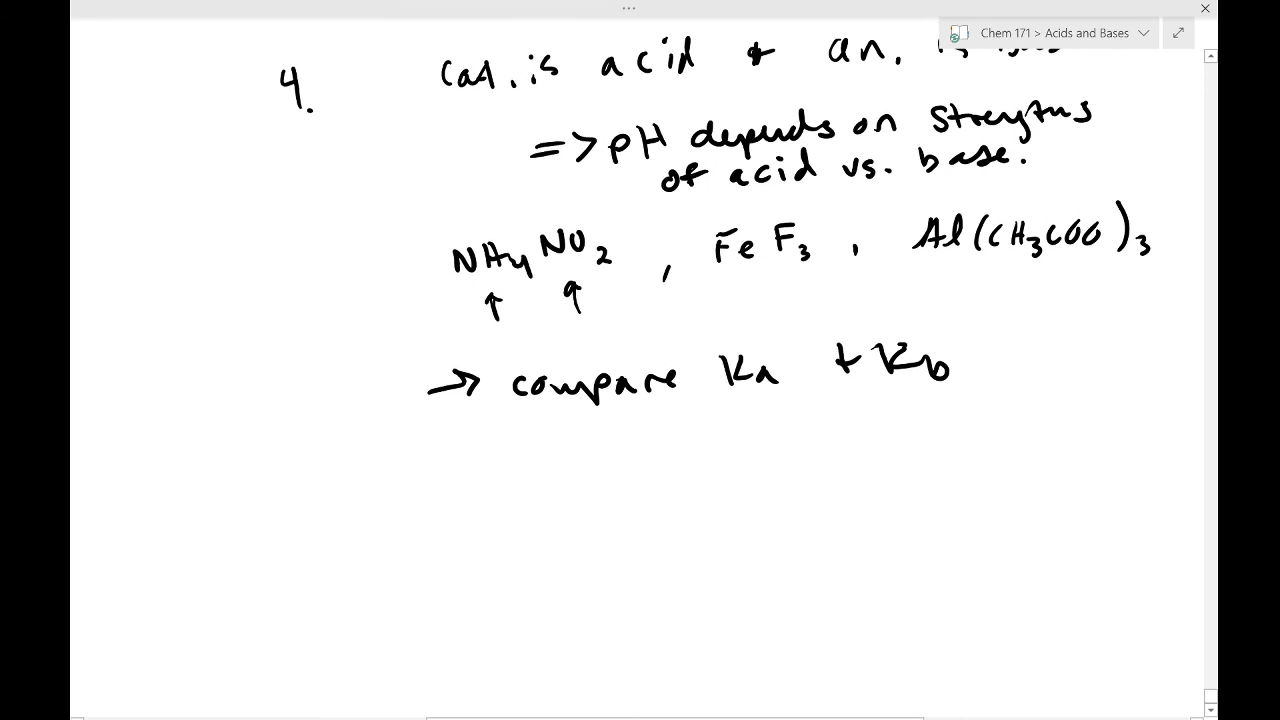 Chem 171 > Acids and Bases
4. cat. is acid + an. is
=> pH depends on strengths
of acid vs. base.
NH4NO2 , FeF3 , Al(CH3COO)3
↑ ↑
→ compare Ka + Kb